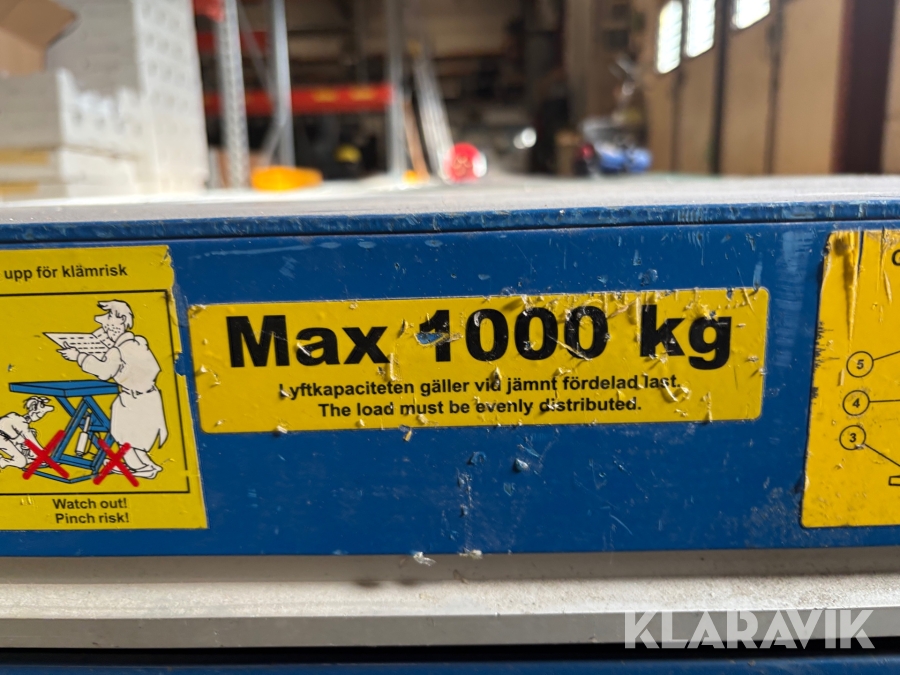 upp för klämrisk
Watch out!
Pinch risk!
Max 1000 kg
Lyftkapaciteten gäller vid jämnt fördelad last.
The load must be evenly distributed.
5
4
3
KLARAVIK